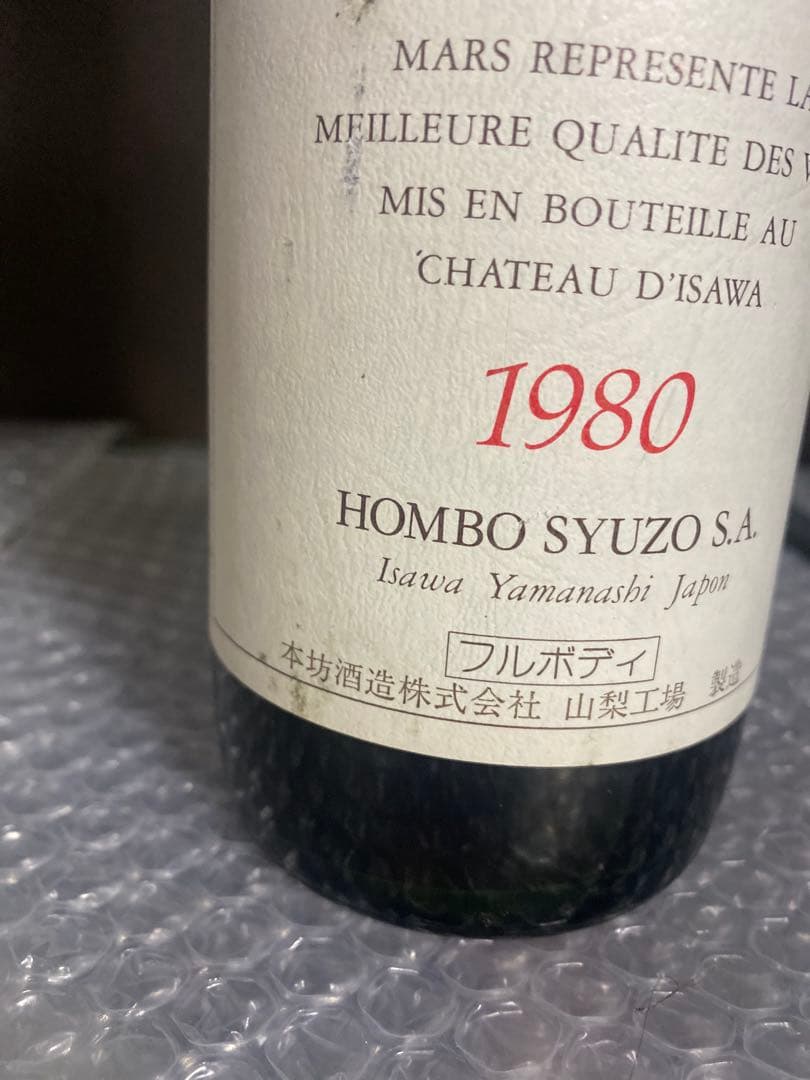 MARS REPRESENTE LA
MEILLEURE QUALITE DES
MIS EN BOUTEILLE AU
CHATEAU D'ISAWA
1980
HOMBO SYUZO S.A.
Isawa Yamanashi Japon
フルボディ
本坊酒造株式会社 山梨工場 製造